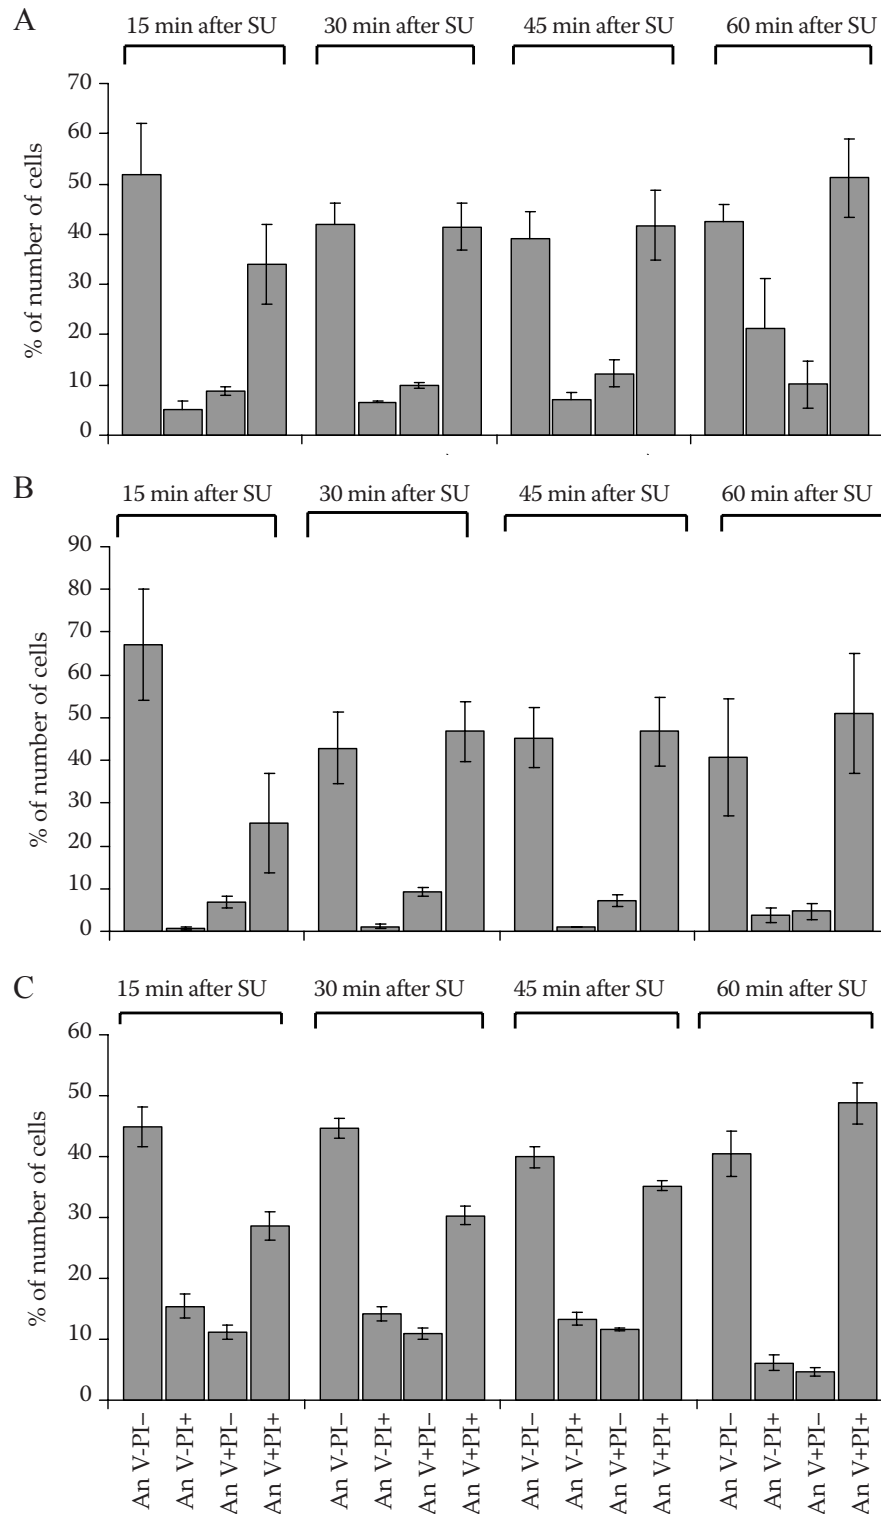 A
15 min after SU 30 min after SU 45 min after SU 60 min after SU
% of number of cells
70
60
50
40
30
20
10
0
B
15 min after SU 30 min after SU 45 min after SU 60 min after SU
% of number of cells
90
80
70
60
50
40
30
20
10
0
C
15 min after SU 30 min after SU 45 min after SU 60 min after SU
% of number of cells
60
50
40
30
20
10
0
An V-PI–
An V-PI+
An V+PI–
An V+PI+
An V-PI–
An V-PI+
An V+PI–
An V+PI+
An V-PI–
An V-PI+
An V+PI–
An V+PI+
An V-PI–
An V-PI+
An V+PI–
An V+PI+